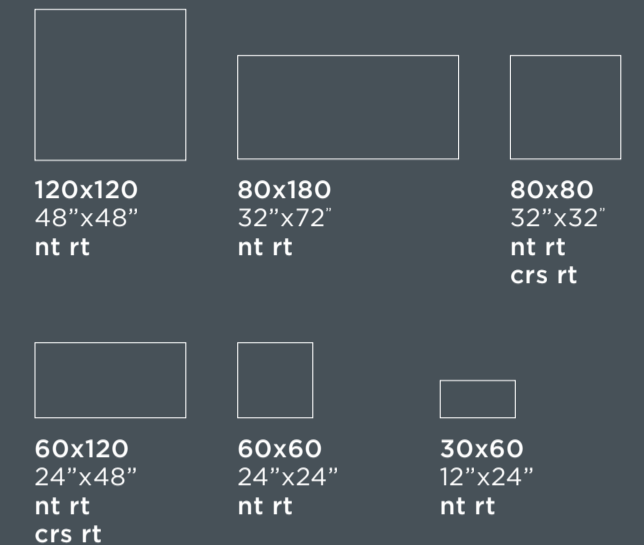 120x120
48”x48”
nt rt
80x180
32”x72”
nt rt
80x80
32”x32”
nt rt
crs rt
60x120
24”x48”
nt rt
crs rt
60x60
24”x24”
nt rt
30x60
12”x24”
nt rt